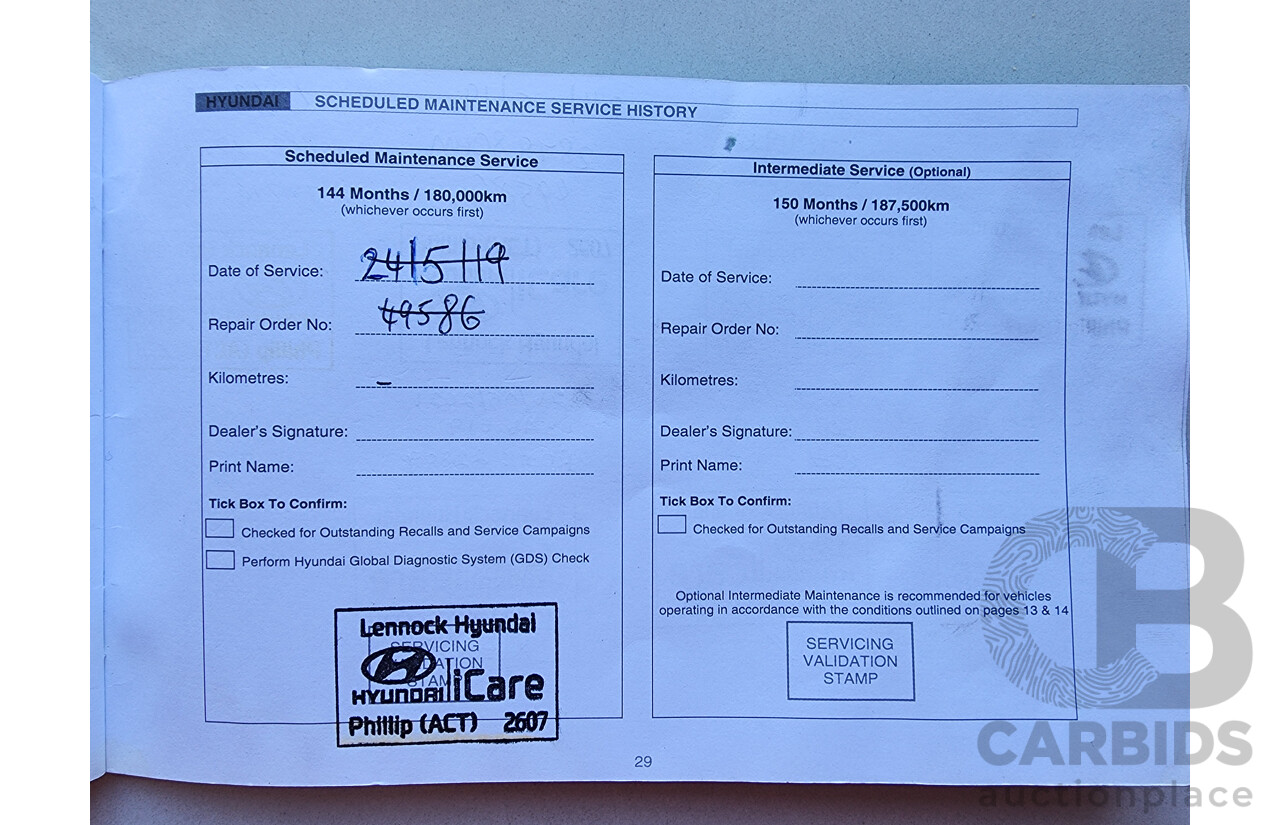 HYUNDAI SCHEDULED MAINTENANCE SERVICE HISTORY
Scheduled Maintenance Service
144 Months / 180,000km
(whichever occurs first)
Date of Service: 24/5/19
Repair Order No: 49586
Kilometres: –
Dealer's Signature:
Print Name:
Tick Box To Confirm:
Checked for Outstanding Recalls and Service Campaigns
Perform Hyundai Global Diagnostic System (GDS) Check
SERVICING
VALIDATION
STAMP
Lennock Hyundai
HYUNDAI iCare
Phillip (ACT) 2607
Intermediate Service (Optional)
150 Months / 187,500km
(whichever occurs first)
Date of Service:
Repair Order No:
Kilometres:
Dealer's Signature:
Print Name:
Tick Box To Confirm:
Checked for Outstanding Recalls and Service Campaigns
Optional Intermediate Maintenance is recommended for vehicles
operating in accordance with the conditions outlined on pages 13 & 14
SERVICING
VALIDATION
STAMP
29
CB
CARBIDS
auctionplace